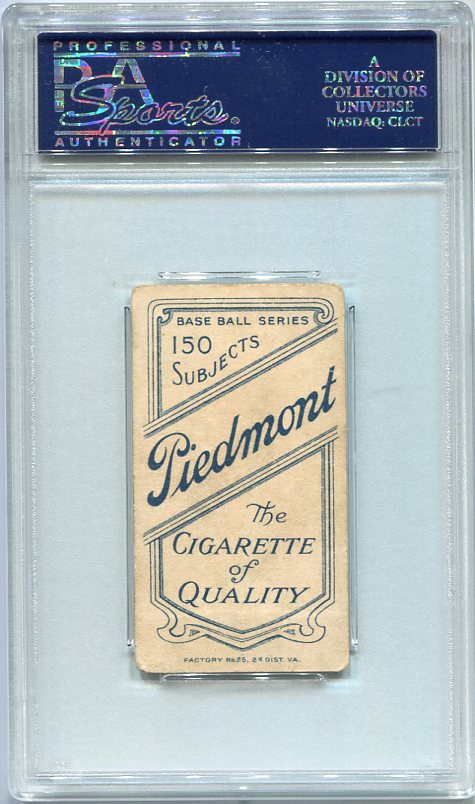 PROFESSIONAL
PSA
Sports.
AUTHENTICATOR
A
DIVISION OF
COLLECTORS
UNIVERSE
NASDAQ: CLCT
BASE BALL SERIES
150
SUBJECTS
Piedmont
The
CIGARETTE
of
QUALITY
FACTORY No. 25, 2d DIST. VA.